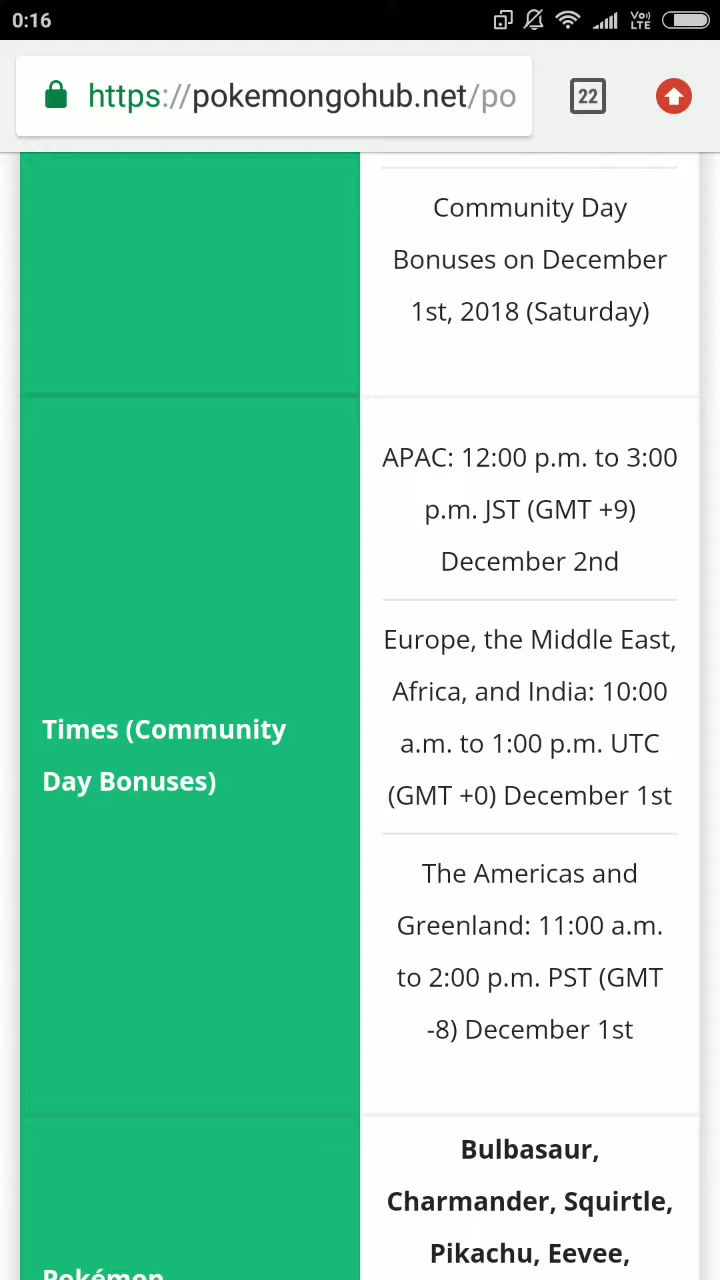 0:16
Vo))
LTE
https://pokemongohub.net/po
22
Community Day
Bonuses on December
1st, 2018 (Saturday)
Times (Community
Day Bonuses)
APAC: 12:00 p.m. to 3:00
p.m. JST (GMT +9)
December 2nd
Europe, the Middle East,
Africa, and India: 10:00
a.m. to 1:00 p.m. UTC
(GMT +0) December 1st
The Americas and
Greenland: 11:00 a.m.
to 2:00 p.m. PST (GMT
-8) December 1st
Pokémon
Bulbasaur,
Charmander, Squirtle,
Pikachu, Eevee,